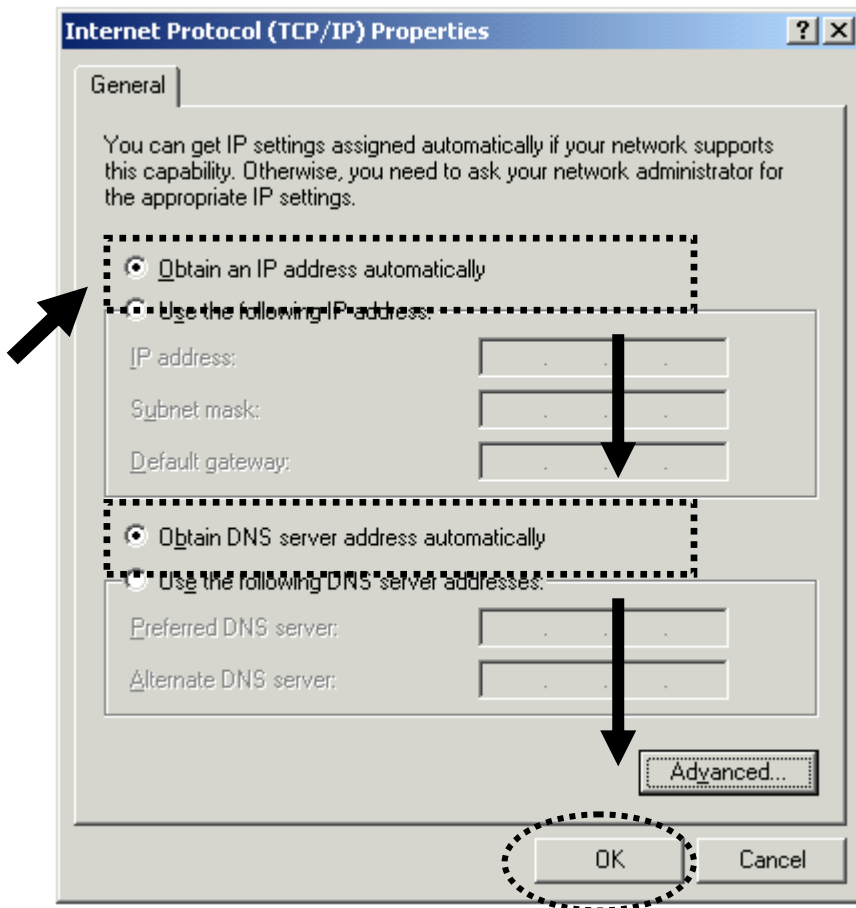 Internet Protocol (TCP/IP) Properties
General
You can get IP settings assigned automatically if your network supports
this capability. Otherwise, you need to ask your network administrator for
the appropriate IP settings.
Obtain an IP address automatically
Use the following IP address:
IP address:
Subnet mask:
Default gateway:
Obtain DNS server address automatically
Use the following DNS server addresses:
Preferred DNS server:
Alternate DNS server:
Advanced...
OK
Cancel